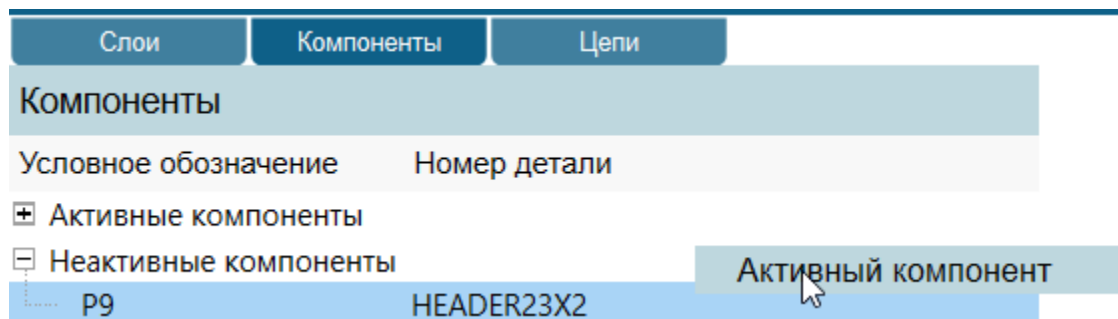 Слои Компоненты Цепи
Компоненты
Условное обозначение Номер детали
Активные компоненты
Неактивные компоненты
Активный компонент
P9 HEADER23X2